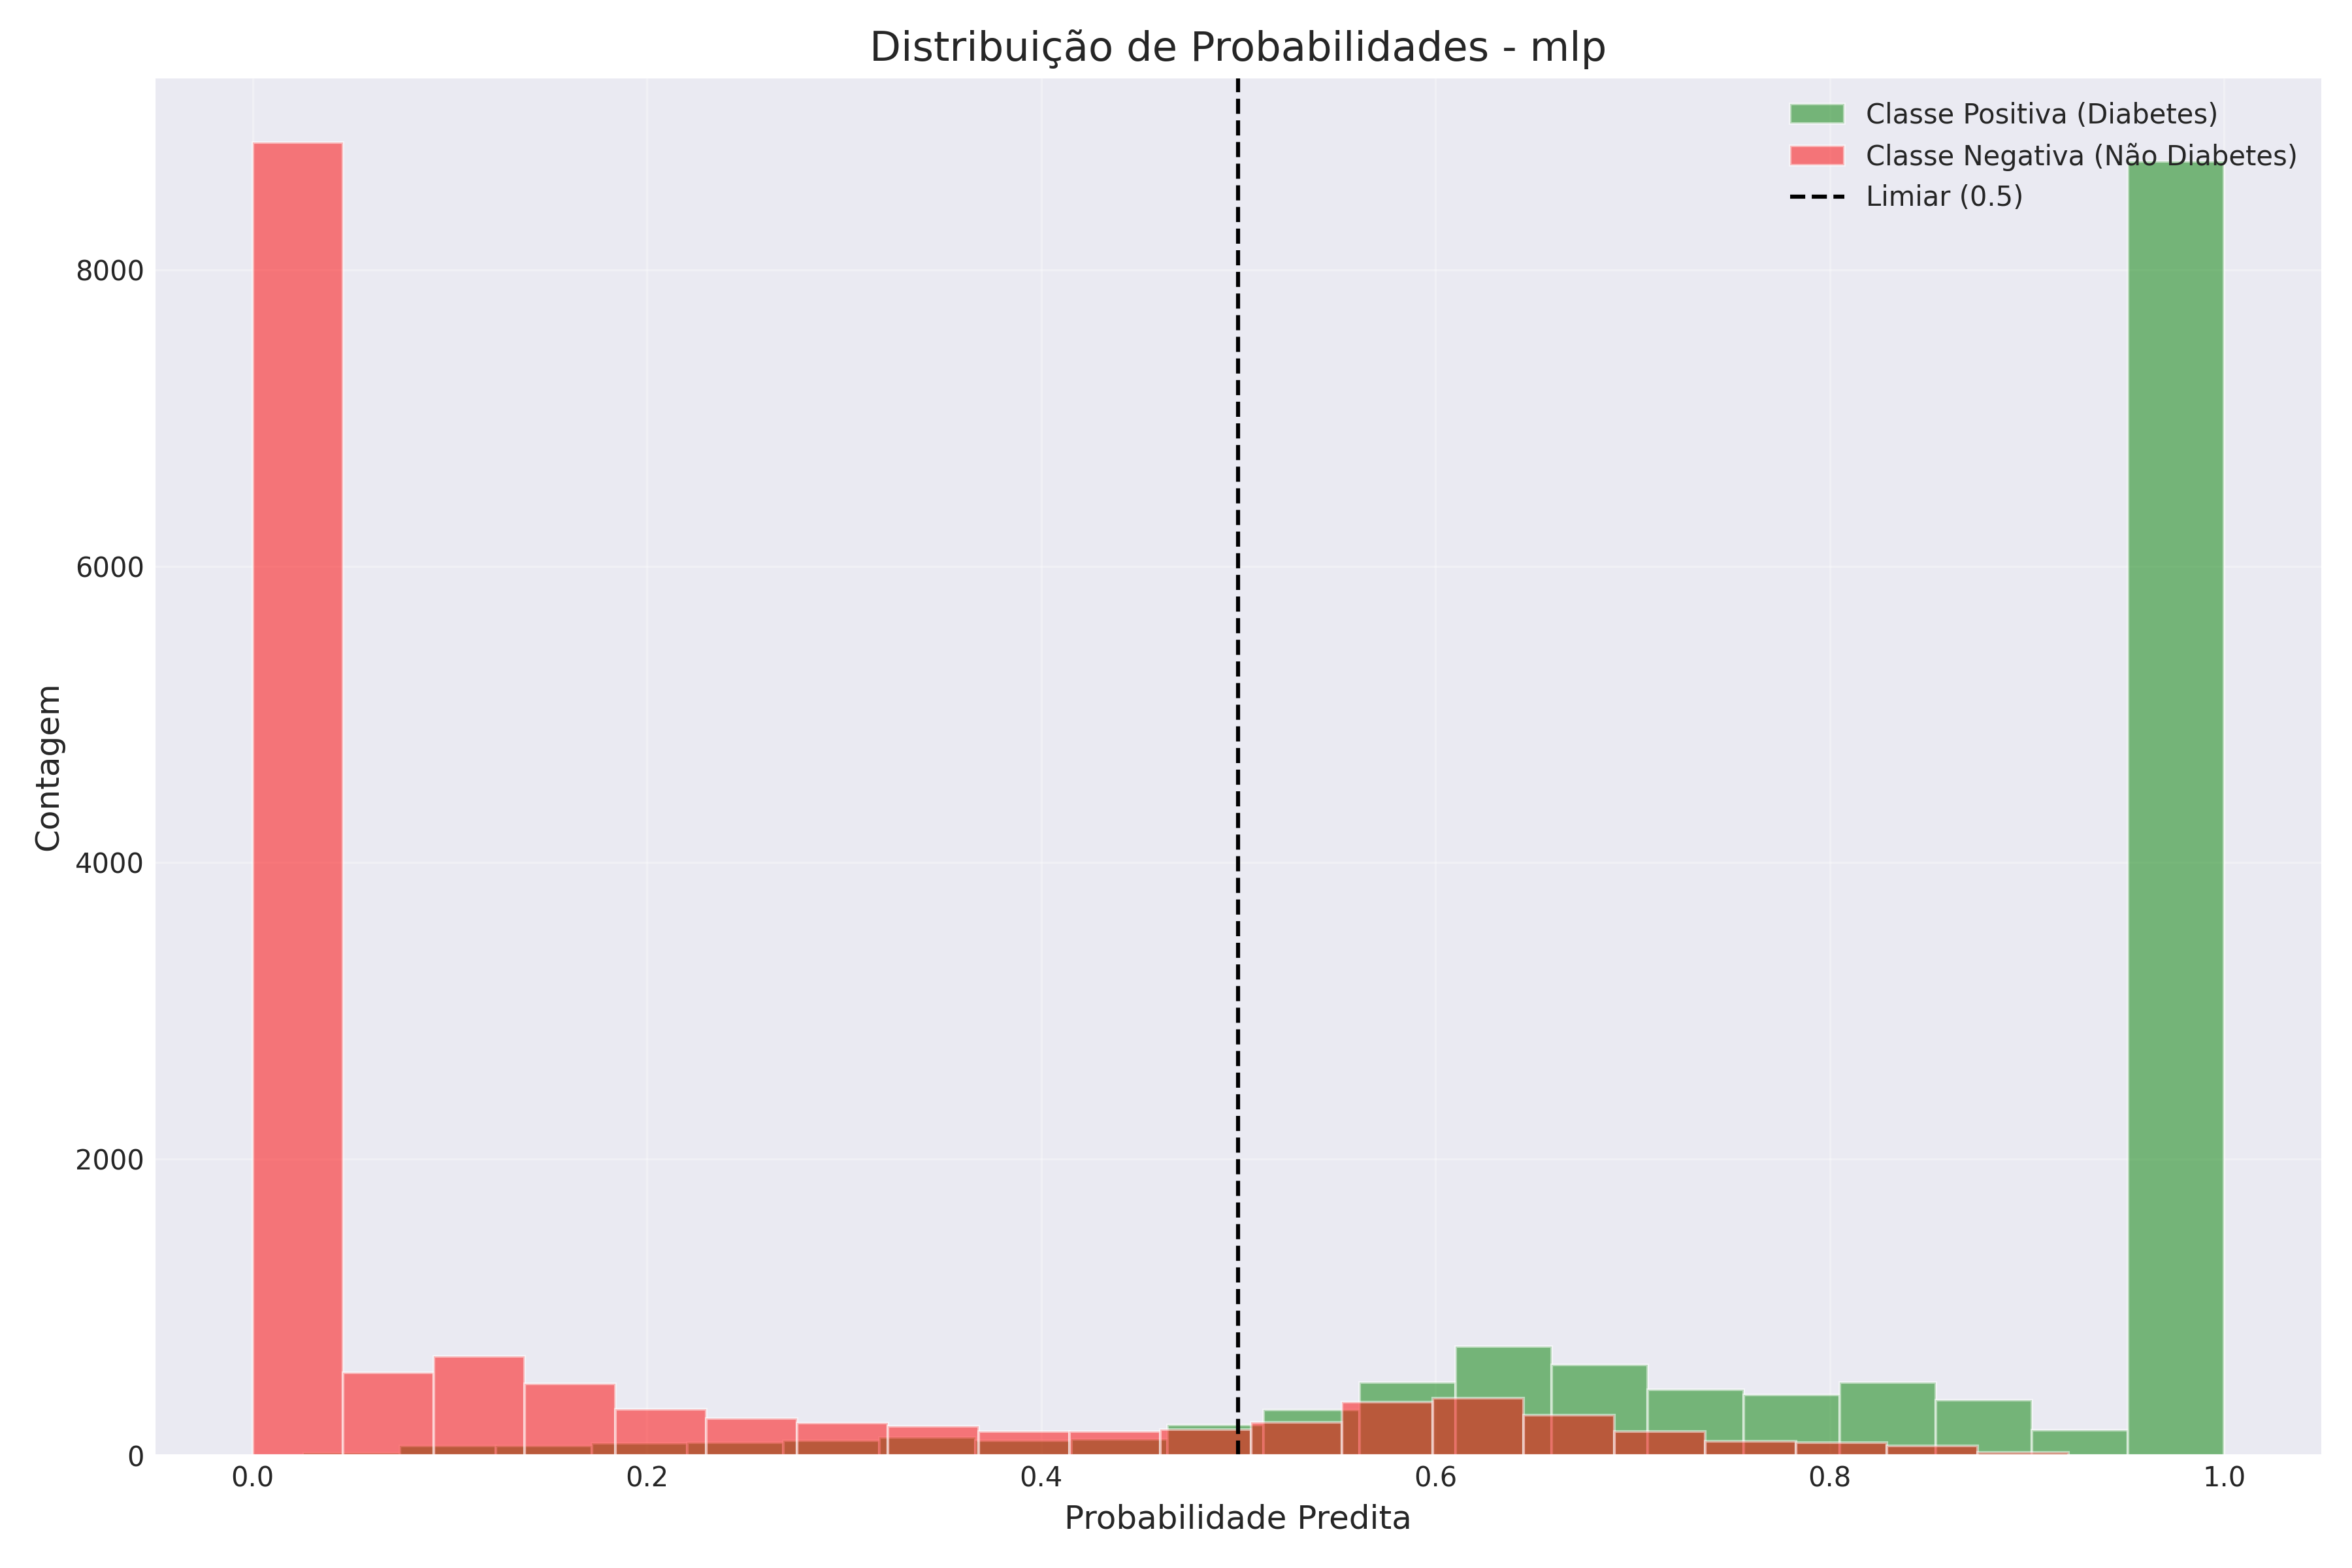 Distribuição de Probabilidades - mlp
Classe Positiva (Diabetes)
Classe Negativa (Não Diabetes)
Limiar (0.5)
8000
6000
4000
2000
0
Contagem
0.0 0.2 0.4 0.6 0.8 1.0
Probabilidade Predita